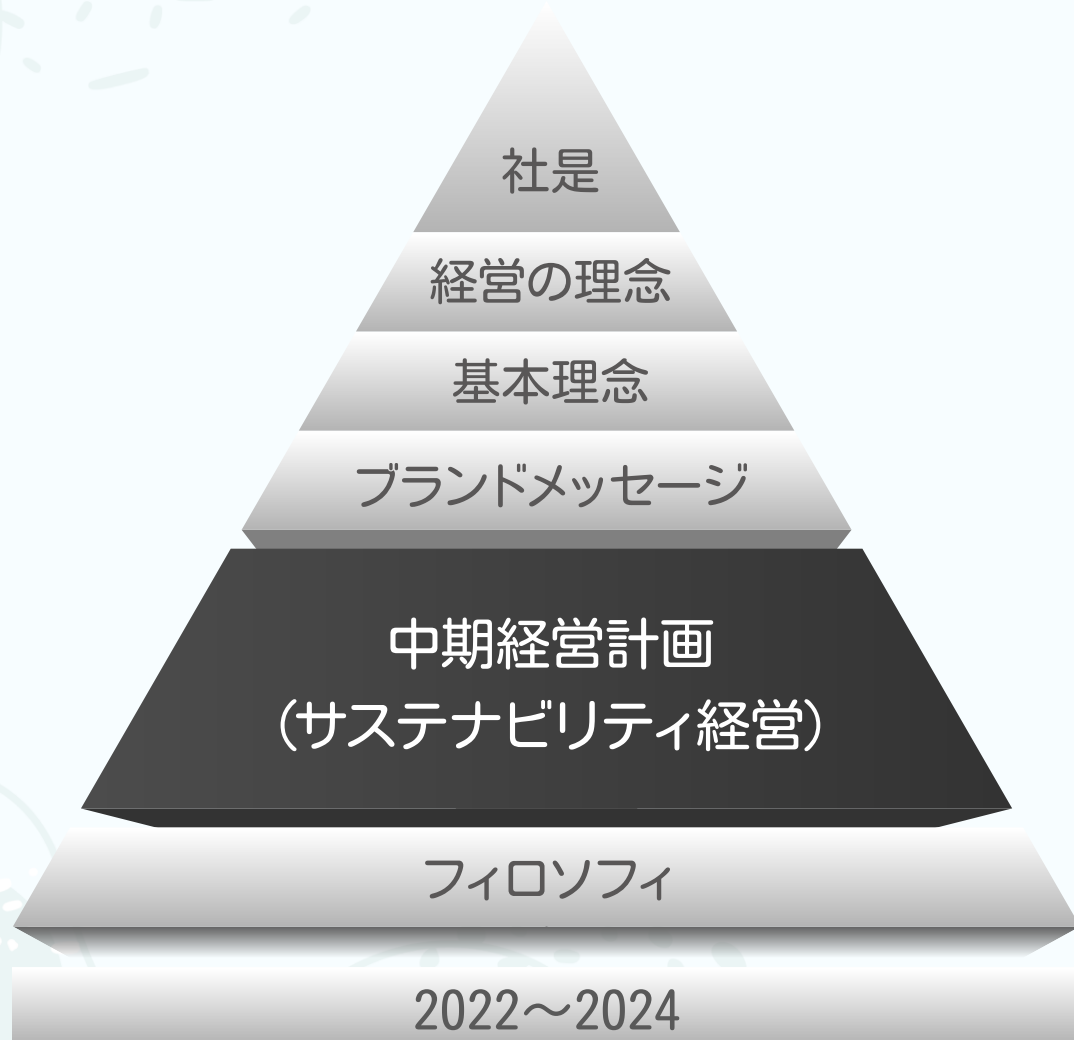 社是
経営の理念
基本理念
ブランドメッセージ
中期経営計画
（サステナビリティ経営）
フィロソフィ
2022～2024